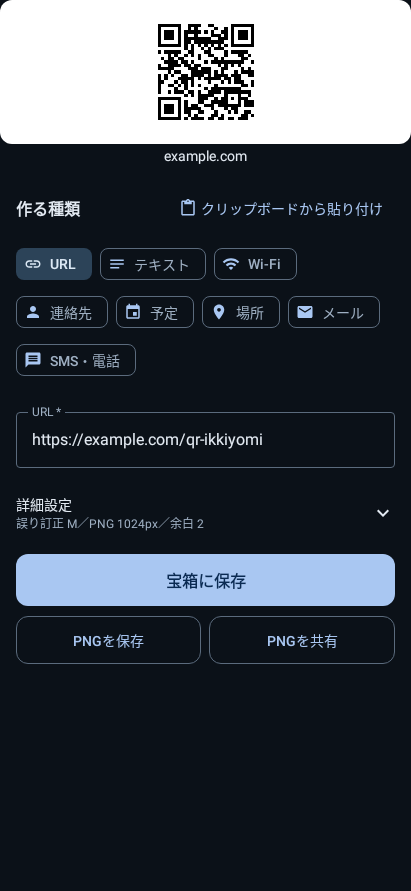 example.com
作る種類
クリップボードから貼り付け
URL
テキスト
Wi-Fi
連絡先
予定
場所
メール
SMS・電話
URL *
https://example.com/qr-ikkiyomi
詳細設定
誤り訂正 M／PNG 1024px／余白 2
宝箱に保存
PNGを保存
PNGを共有